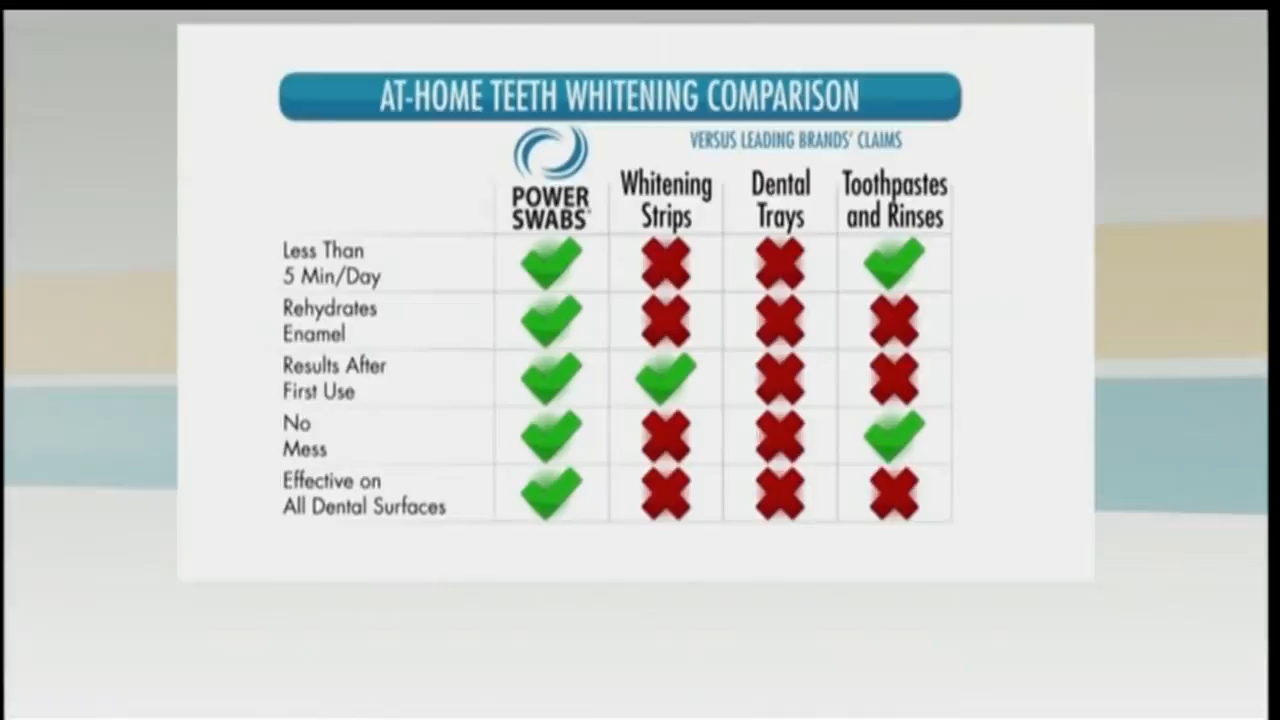 AT-HOME TEETH WHITENING COMPARISON
VERSUS LEADING BRANDS' CLAIMS
POWER
SWABS™
Whitening
Strips
Dental
Trays
Toothpastes
and Rinses
Less Than
5 Min/Day
Rehydrates
Enamel
Results After
First Use
No
Mess
Effective on
All Dental Surfaces